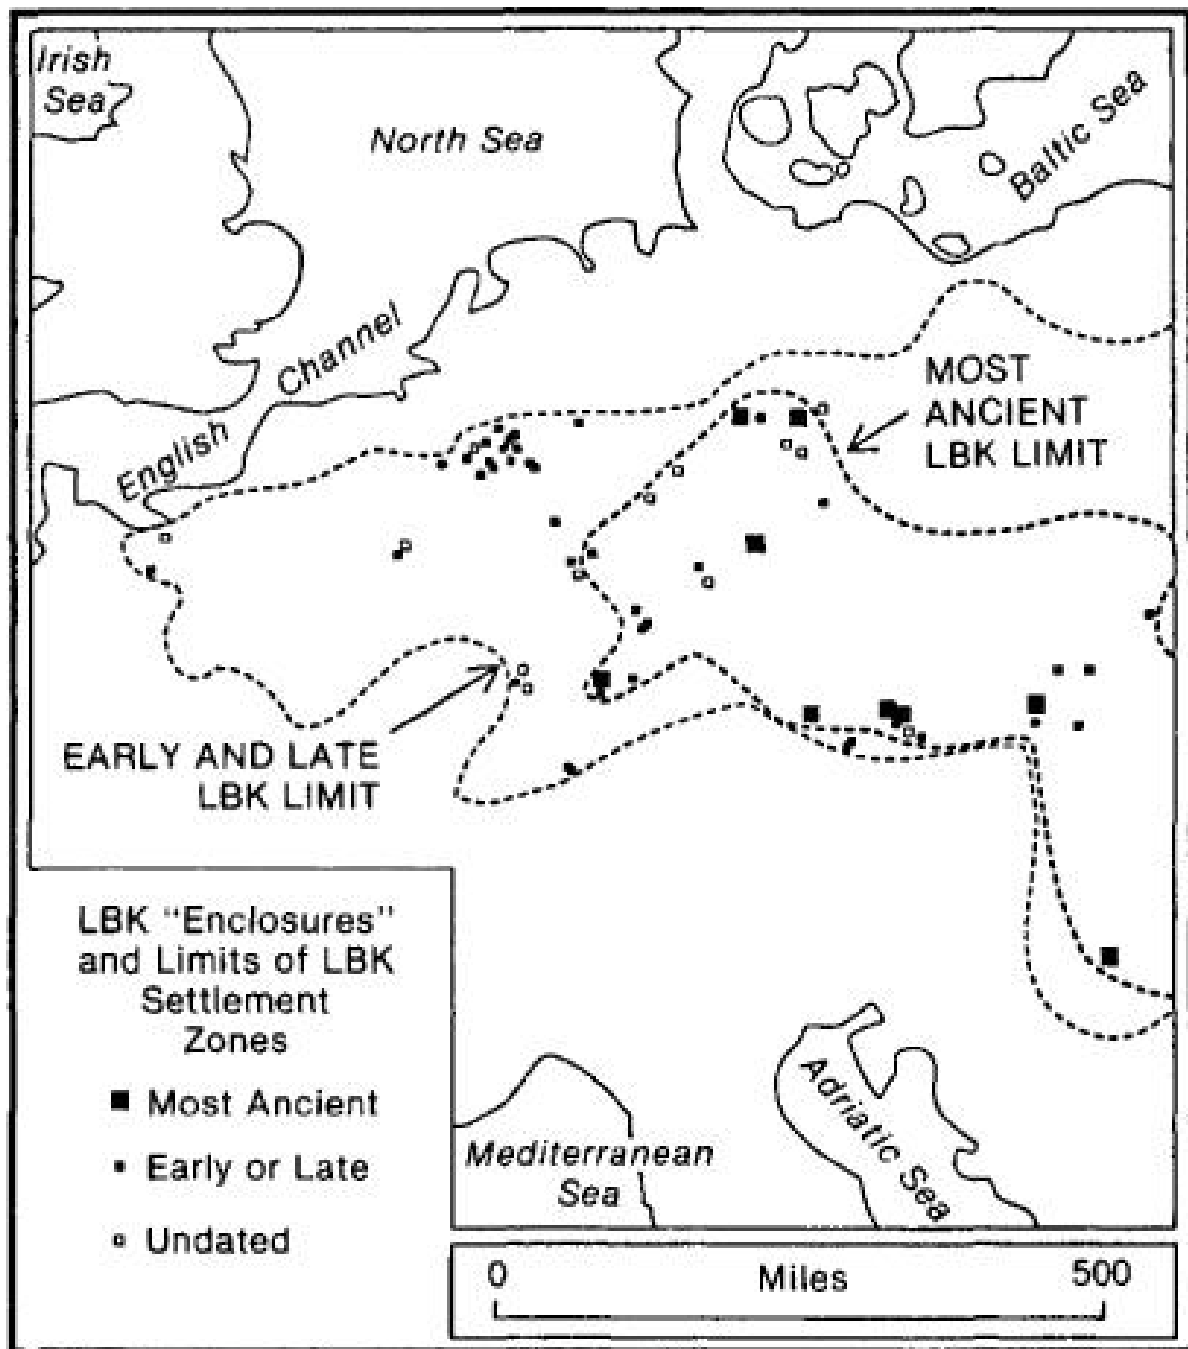 Irish
Sea
North Sea
Baltic Sea
English Channel
MOST
ANCIENT
LBK LIMIT
EARLY AND LATE
LBK LIMIT
LBK "Enclosures"
and Limits of LBK
Settlement
Zones
Most Ancient
Early or Late
Undated
Mediterranean
Sea
Adriatic Sea
0 Miles 500